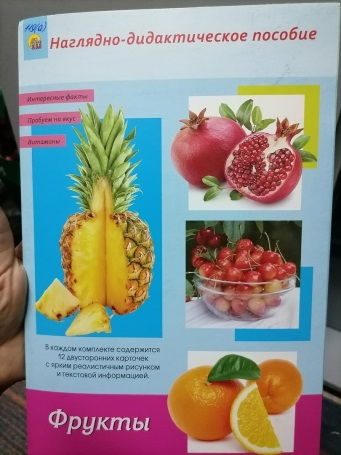 Наглядно-дидактическое пособие
Интересные факты
Пробуем на вкус
Витамины
В каждом комплекте содержится
12 двусторонних карточек
с ярким реалистичным рисунком
и текстовой информацией.
Фрукты